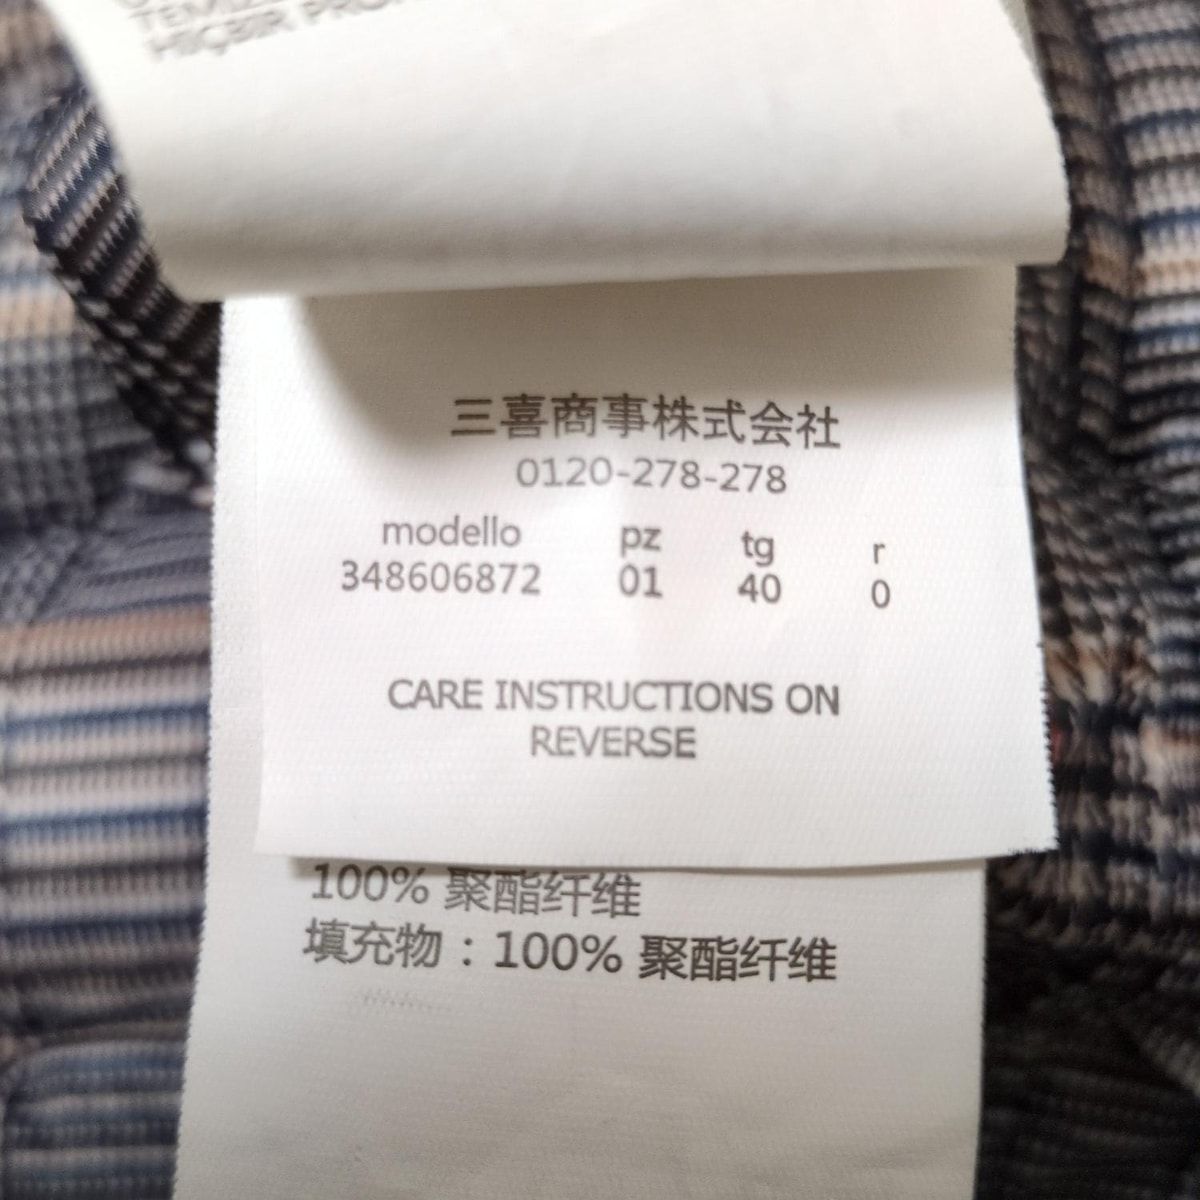 HIÇBIR
三喜商事株式会社
0120-278-278
modello pz tg r
348606872 01 40 0
CARE INSTRUCTIONS ON
REVERSE
100% 聚酯纤维
填充物：100% 聚酯纤维